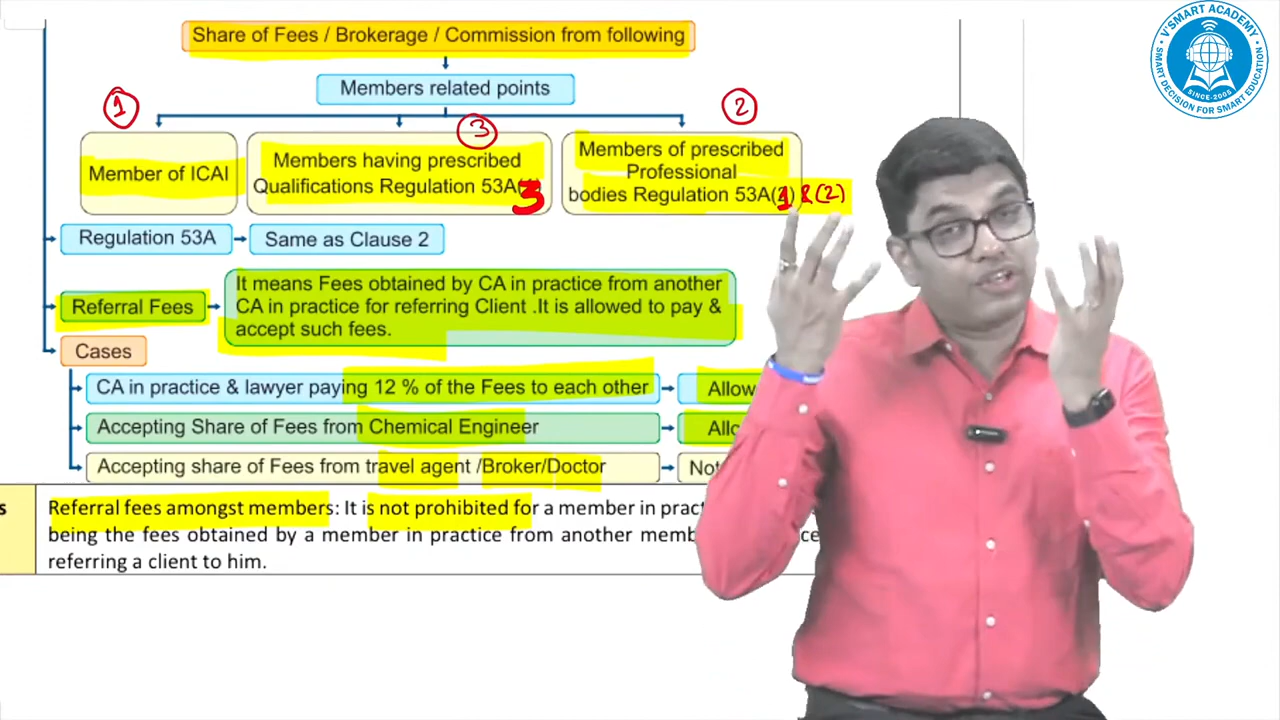 Share of Fees / Brokerage / Commission from following
Members related points
1
3
2
Member of ICAI
Members having prescribed
Qualifications Regulation 53A(3
Members of prescribed
Professional
bodies Regulation 53A(1) & (2)
Regulation 53A
Same as Clause 2
Referral Fees
It means Fees obtained by CA in practice from another
CA in practice for referring Client .It is allowed to pay &
accept such fees.
Cases
CA in practice & lawyer paying 12 % of the Fees to each other
Allow
Accepting Share of Fees from Chemical Engineer
Allo
Accepting share of Fees from travel agent /Broker/Doctor
Not
s
Referral fees amongst members: It is not prohibited for a member in prac
being the fees obtained by a member in practice from another memb
referring a client to him.
V'SMART ACADEMY
SINCE-2005
SMART DECISION FOR SMART EDUCATION